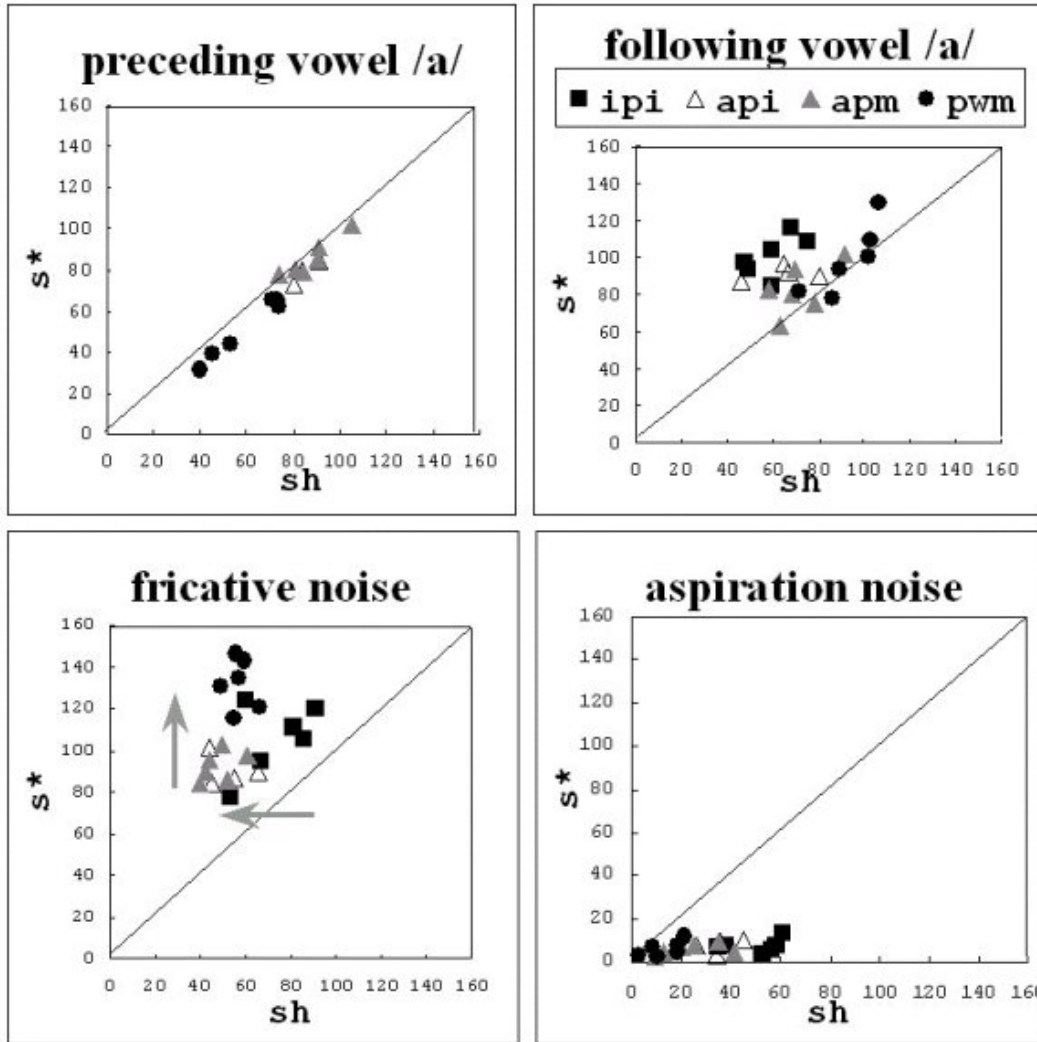 preceding vowel /a/
160
140
120
100
80
60
40
20
0
s*
0 20 40 60 80 100 120 140 160
sh
following vowel /a/
■ ipi △ api ▲ apm ● pwm
160
140
120
100
80
60
40
20
0
s*
0 20 40 60 80 100 120 140 160
sh
fricative noise
160
140
120
100
80
60
40
20
0
s*
0 20 40 60 80 100 120 140 160
sh
aspiration noise
160
140
120
100
80
60
40
20
0
s*
0 20 40 60 80 100 120 140 160
sh